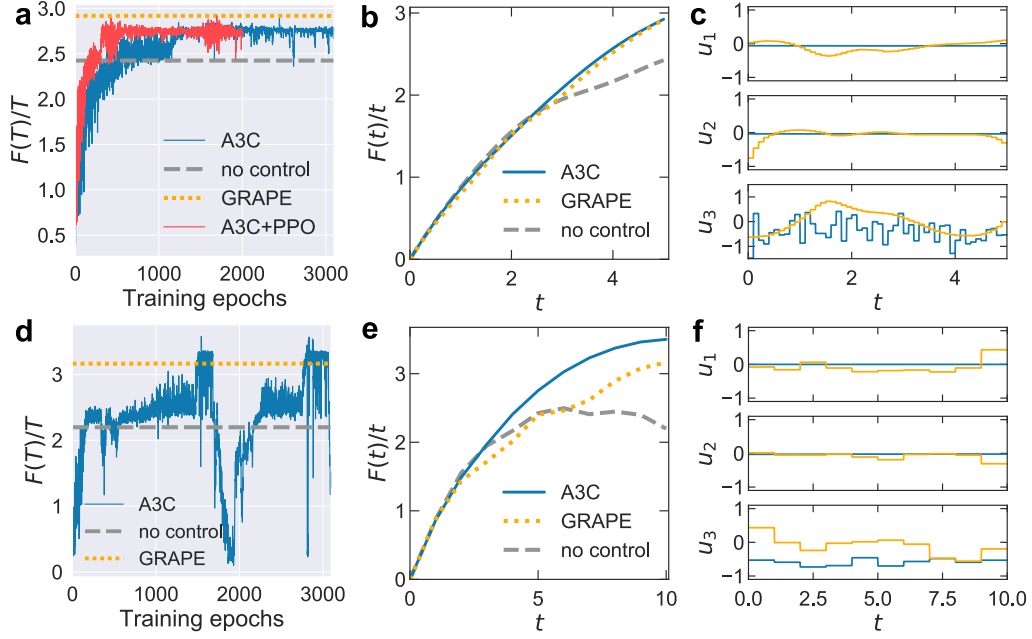 a
3.0
2.5
2.0
1.5
1.0
0.5
F(T)/T
A3C
no control
GRAPE
A3C+PPO
0
1000
2000
3000
Training epochs
b
3
2
1
0
F(t)/t
A3C
GRAPE
no control
0
2
4
t
c
1
0
−1
u1
1
0
−1
u2
1
0
−1
u3
0
2
4
t
d
3
2
1
0
F(T)/T
A3C
no control
GRAPE
0
1000
2000
3000
Training epochs
e
3
2
1
0
F(t)/t
A3C
GRAPE
no control
0
5
10
t
f
1
0
−1
u1
1
0
−1
u2
1
0
−1
u3
0.0
2.5
5.0
7.5
10.0
t